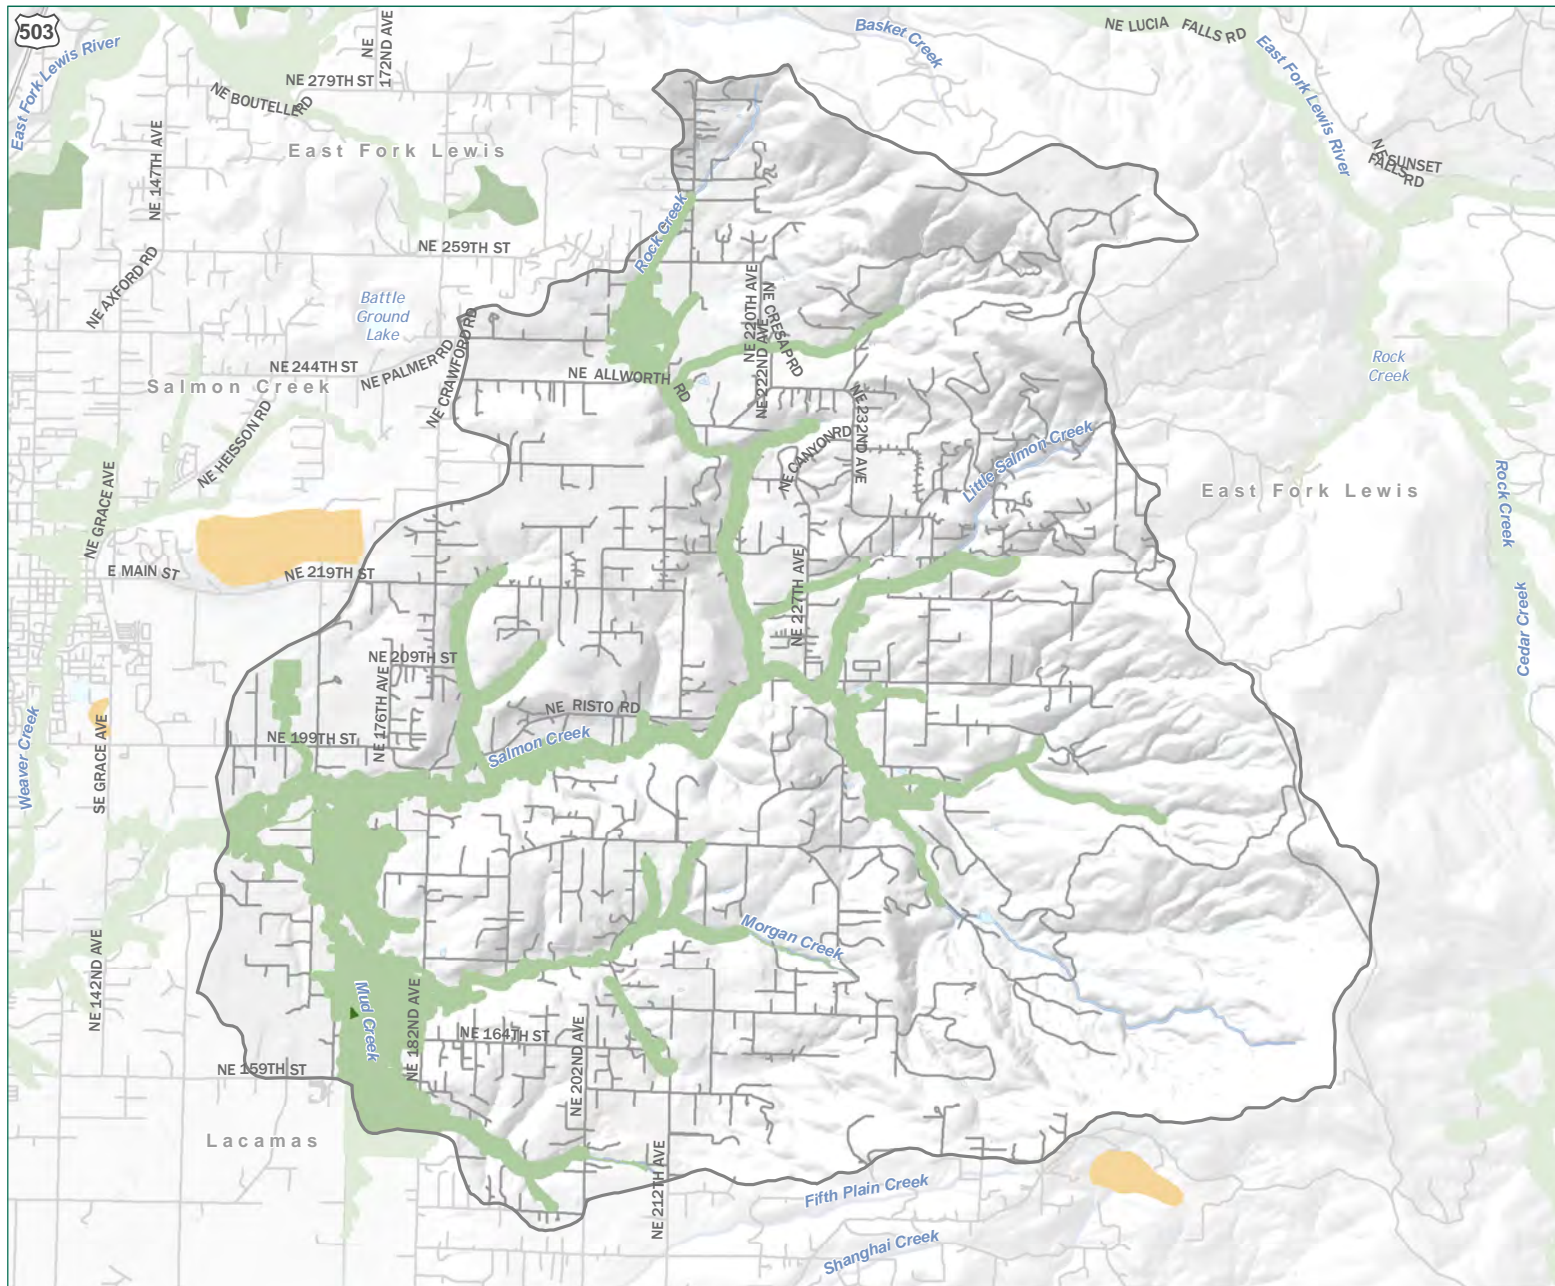 503
East Fork Lewis River
NE
172ND AVE
NE 279TH ST
NE BOUTELL RD
Basket Creek
NE LUCIA FALLS RD
East Fork Lewis River
NE SUNSET
FALLS RD
East Fork Lewis
NE 147TH AVE
NE 259TH ST
NE AXFORD RD
Rock Creek
Battle
Ground
Lake
NE 220TH AVE
NE 222ND AVE
NE CRESAP RD
NE 244TH ST
NE PALMER RD
NE CRAWFORD RD
NE ALLWORTH RD
Salmon Creek
NE HEISSON RD
NE 232ND AVE
NE CANYON RD
Little Salmon Creek
Rock
Creek
East Fork Lewis
Rock Creek
NE GRACE AVE
E MAIN ST
NE 219TH ST
NE 227TH AVE
Cedar Creek
NE 209TH ST
NE 176TH AVE
NE RISTO RD
Salmon Creek
NE 199TH ST
Weaver Creek
SE GRACE AVE
Morgan Creek
NE 142ND AVE
Mud Creek
NE 182ND AVE
NE 164TH ST
NE 202ND AVE
NE 159TH ST
Lacamas
NE 212TH AVE
Fifth Plain Creek
Shanghai Creek